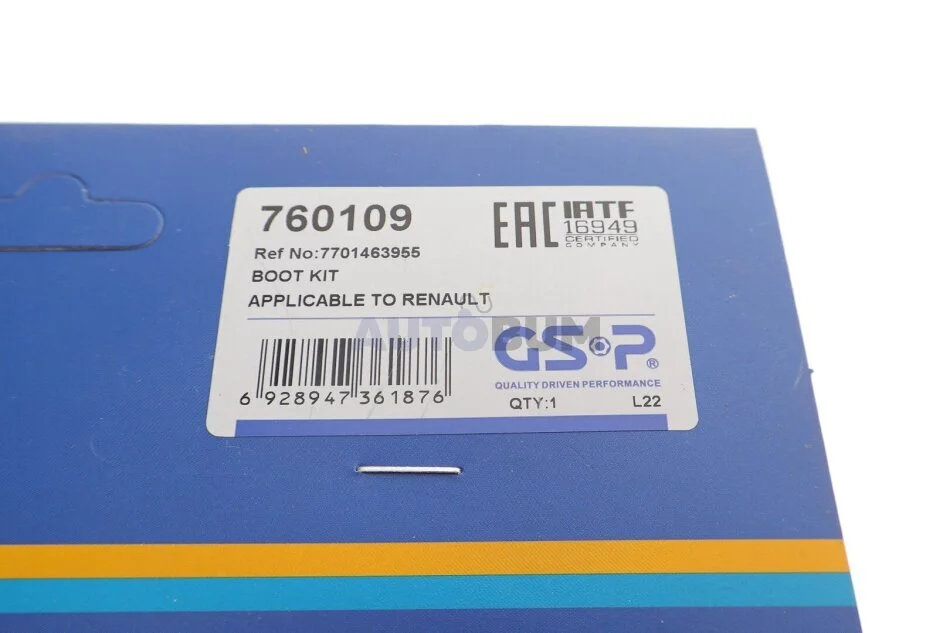 760109
Ref No:7701463955
BOOT KIT
APPLICABLE TO RENAULT
EAC
IATF
16949
CERTIFIED
COMPANY
AUTOBUM
6 928947 361876
GSP®
QUALITY DRIVEN PERFORMANCE
QTY:1 L22